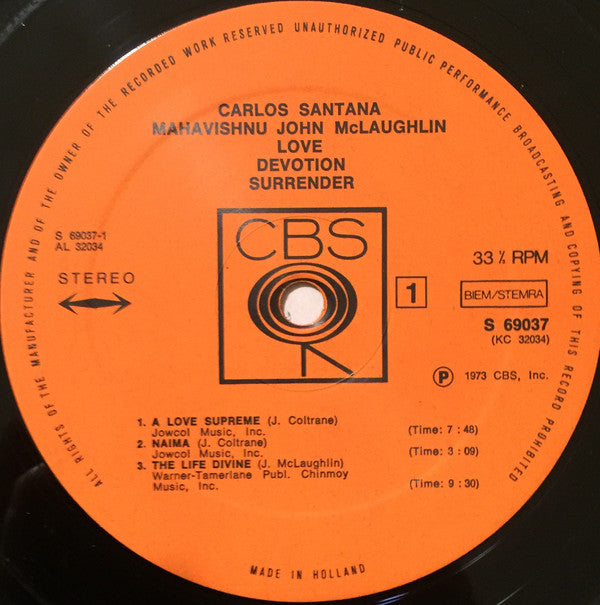 ALL RIGHTS OF THE MANUFACTURER AND OF THE OWNER OF THE RECORDED WORK RESERVED UNAUTHORIZED PUBLIC PERFORMANCE BROADCASTING AND COPYING OF THIS RECORD PROHIBITED
CARLOS SANTANA
MAHAVISHNU JOHN McLAUGHLIN
LOVE
DEVOTION
SURRENDER
S 69037-1
AL 32034
STEREO
CBS
1
33⅓ RPM
BIEM/STEMRA
S 69037
(KC 32034)
Ⓟ 1973 CBS, Inc.
1. A LOVE SUPREME (J. Coltrane)
Jowcol Music, Inc. (Time: 7 : 48)
2. NAIMA (J. Coltrane)
Jowcol Music, Inc. (Time: 3 : 09)
3. THE LIFE DIVINE (J. McLaughlin)
Warner-Tamerlane Publ. Chinmoy
Music, Inc. (Time: 9 : 30)
MADE IN HOLLAND